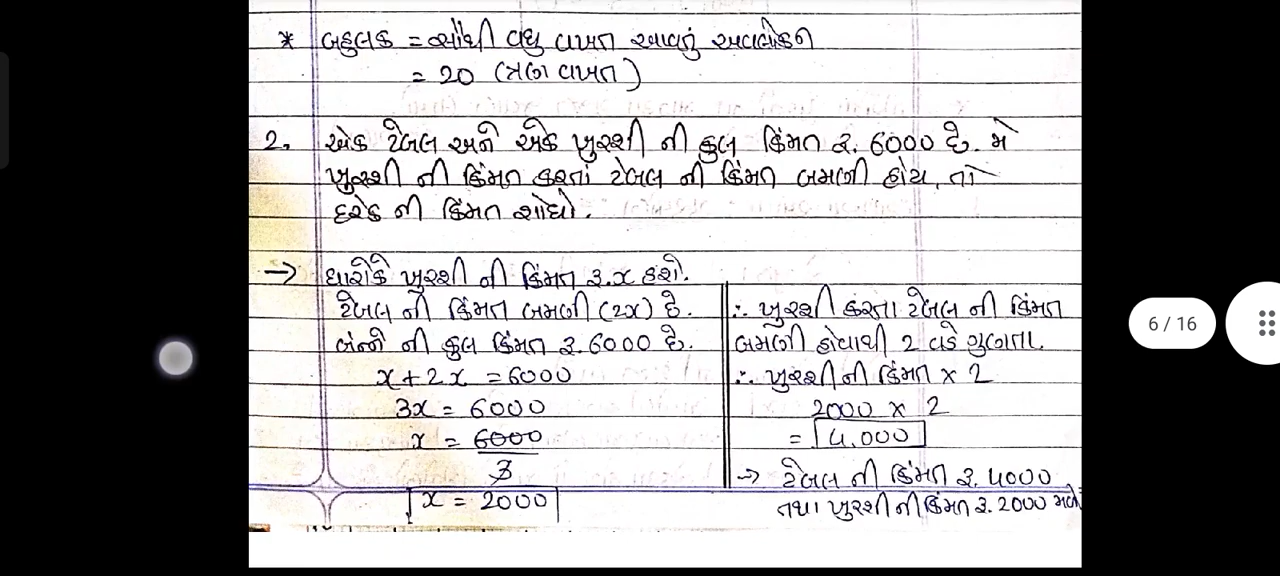 * બહુલક = સૌથી વધુ વખત આવતું અવલોકન
= 20 (ત્રણ વખત)
2. એક ટેબલ અને એક ખુરશી ની કુલ કિંમત રૂ. 6000 છે. જો
ખુરશી ની કિંમત કરતાં ટેબલ ની કિંમત બમણી હોય, તો
દરેક ની કિંમત શોધો.
→ ધારોકે ખુરશી ની કિંમત રૂ. x હશે.
ટેબલ ની કિંમત બમણી (2x) છે.
બંન્ને ની કુલ કિંમત રૂ. 6000 છે.
x + 2x = 6000
3x = 6000
x = 6000
3
x = 2000
∴ ખુરશી કરતા ટેબલ ની કિંમત
બમણી હોવાથી 2 વડે ગુણતા.
∴ ખુરશી ની કિંમત × 2
2000 × 2
= 4,000
→ ટેબલ ની કિંમત રૂ. 4000
તથા ખુરશી ની કિંમત રૂ. 2000 મળે
6 / 16